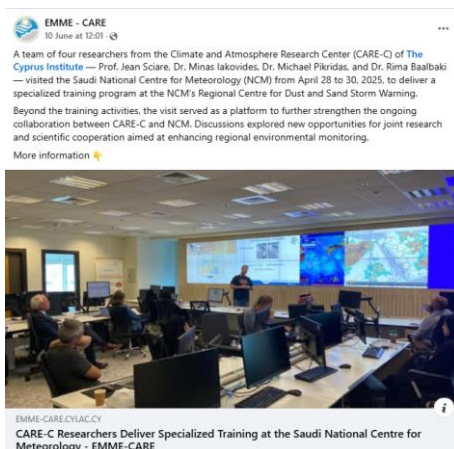 EMME - CARE
10 June at 12:01
A team of four researchers from the Climate and Atmosphere Research Center (CARE-C) of The
Cyprus Institute — Prof. Jean Sciare, Dr. Minas Iakovides, Dr. Michael Pikridas, and Dr. Rima Baalbaki
— visited the Saudi National Centre for Meteorology (NCM) from April 28 to 30, 2025, to deliver a
specialized training program at the NCM's Regional Centre for Dust and Sand Storm Warning.
Beyond the training activities, the visit served as a platform to further strengthen the ongoing
collaboration between CARE-C and NCM. Discussions explored new opportunities for joint research
and scientific cooperation aimed at enhancing regional environmental monitoring.
More information 👇
EMME-CARE.CYI.AC.CY
CARE-C Researchers Deliver Specialized Training at the Saudi National Centre for
Meteorology - EMME-CARE